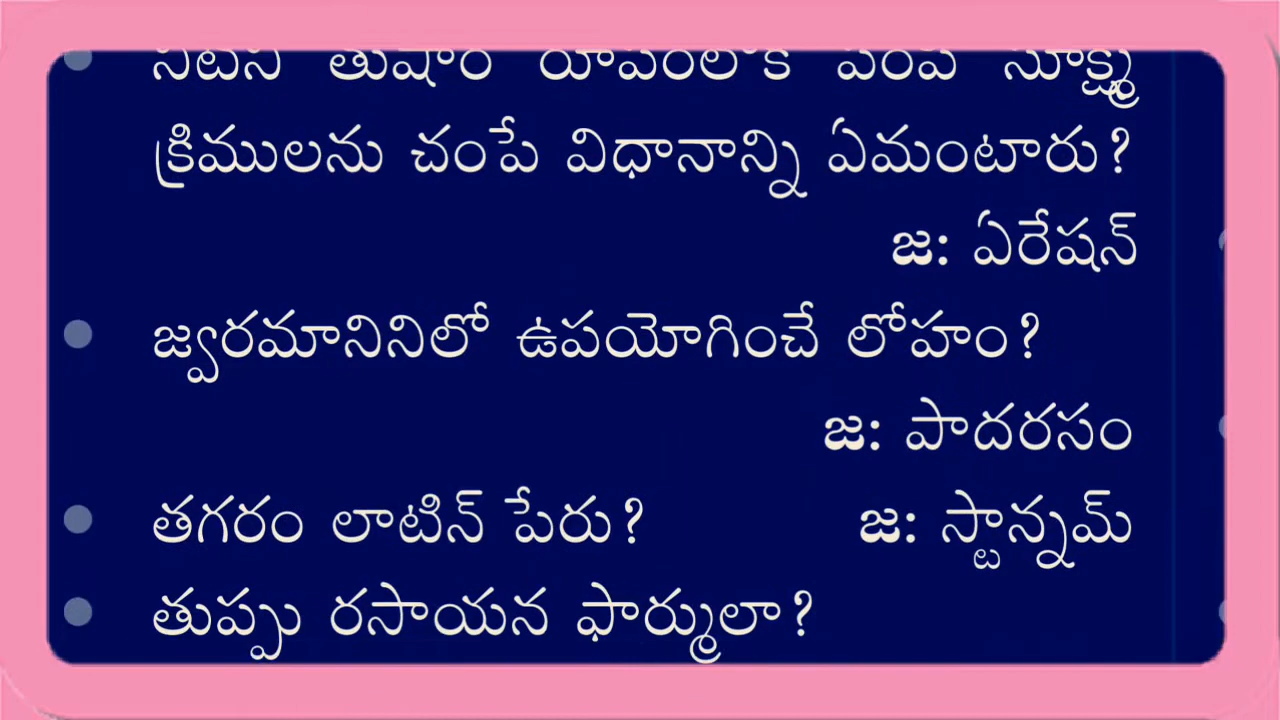 నీటిని తుషార రూపంలోకి పంపి సూక్ష్మ
క్రిములను చంపే విధానాన్ని ఏమంటారు?
జ: ఏరేషన్
జ్వరమానినిలో ఉపయోగించే లోహం?
జ: పాదరసం
తగరం లాటిన్ పేరు? జ: స్టాన్నమ్
తుప్పు రసాయన ఫార్ములా?